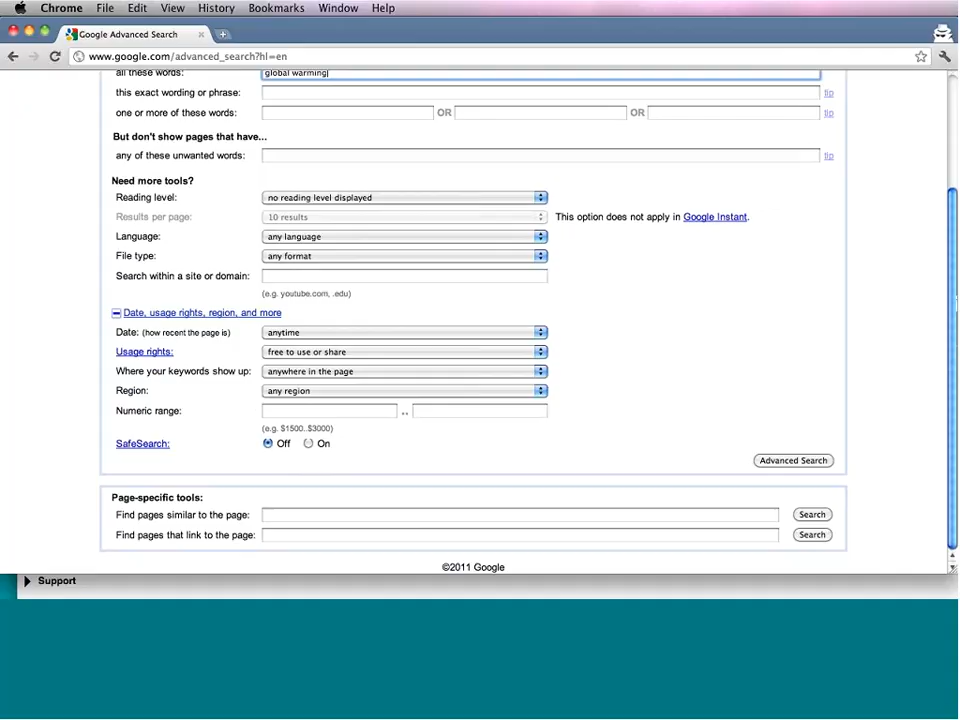 Chrome File Edit View History Bookmarks Window Help
Google Advanced Search
www.google.com/advanced_search?hl=en
all these words: global warming
this exact wording or phrase: tip
one or more of these words: OR OR tip
But don't show pages that have...
any of these unwanted words: tip
Need more tools?
Reading level: no reading level displayed
Results per page: 10 results This option does not apply in Google Instant.
Language: any language
File type: any format
Search within a site or domain:
(e.g. youtube.com, .edu)
Date, usage rights, region, and more
Date: (how recent the page is) anytime
Usage rights: free to use or share
Where your keywords show up: anywhere in the page
Region: any region
Numeric range: ..
(e.g. $1500..$3000)
SafeSearch: Off On
Advanced Search
Page-specific tools:
Find pages similar to the page: Search
Find pages that link to the page: Search
©2011 Google
Support